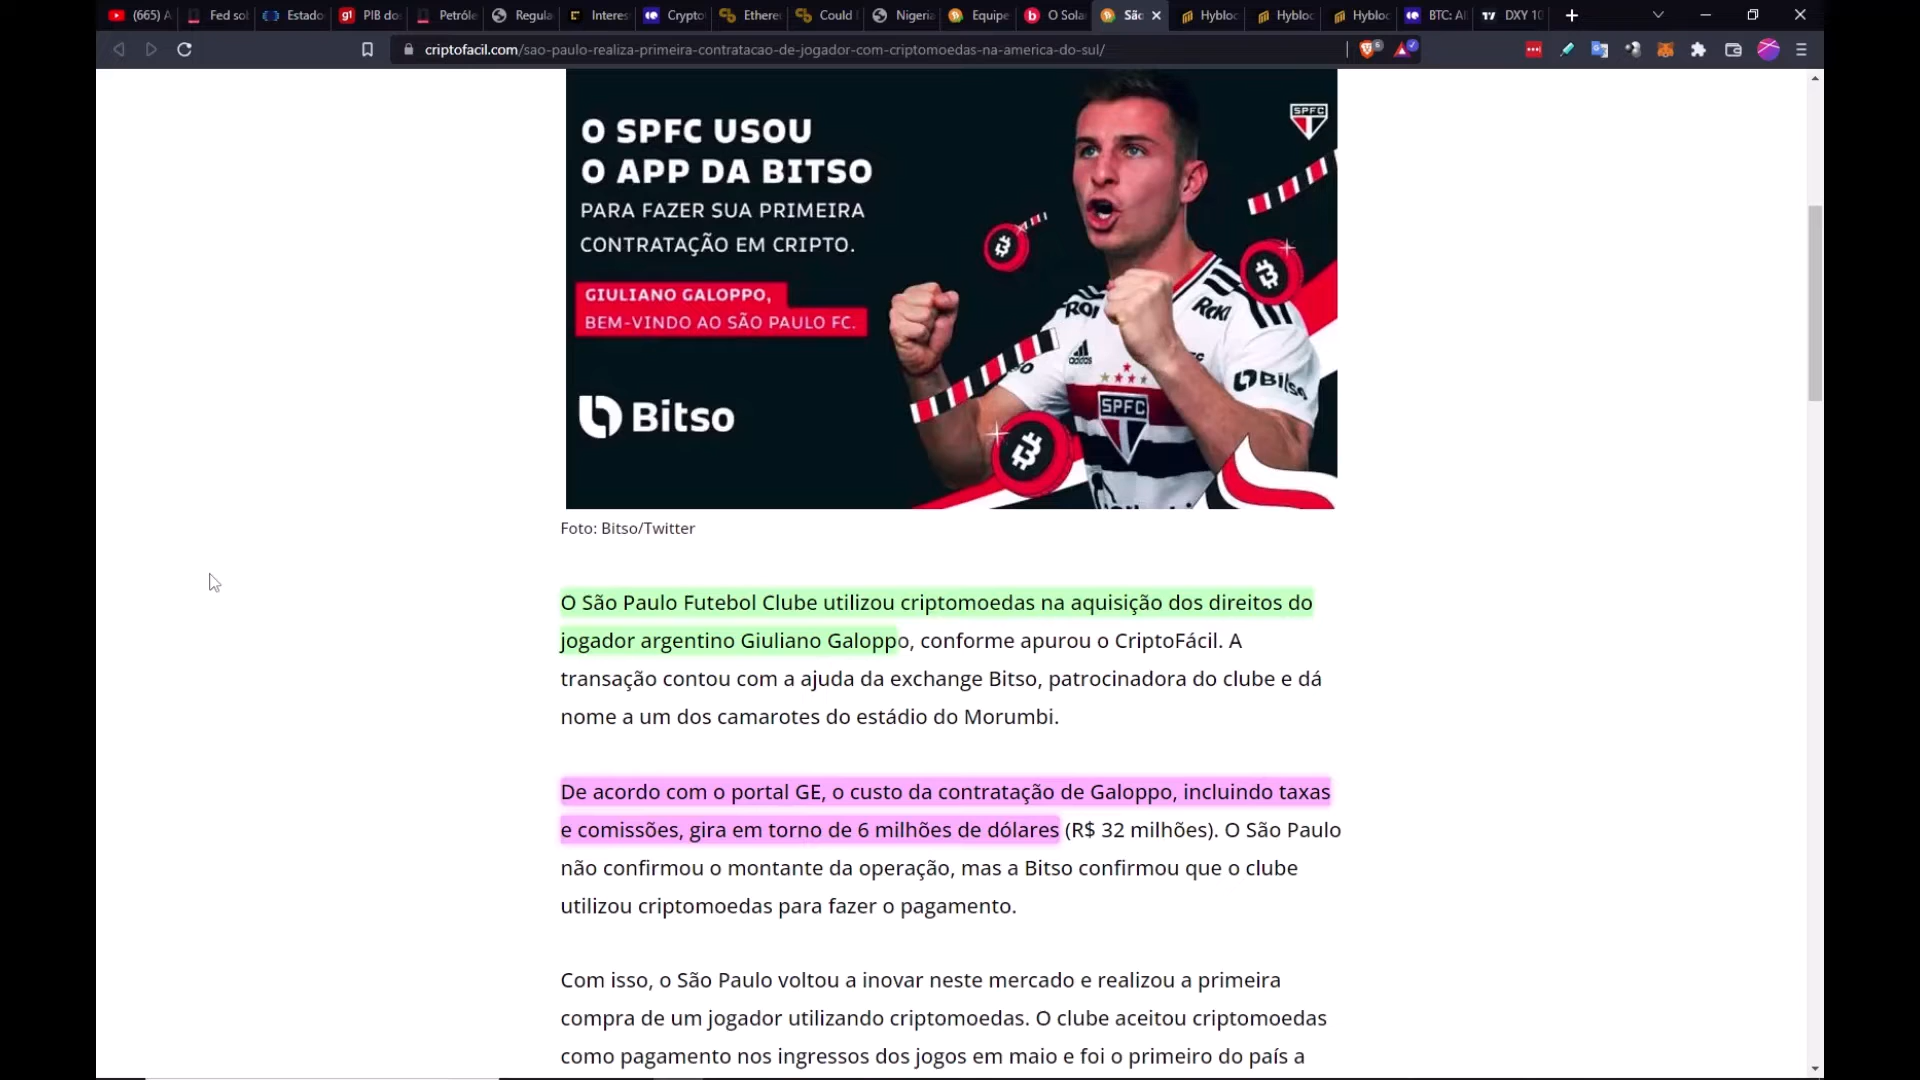 (665) A
Fed sol
Estado
g1
PIB do
Petróle
Regula
Interes
Crypto
Ethere
Could
Nigeria
Equipe
O Sola
São
Hybloc
Hybloc
Hybloc
BTC: Al
DXY 10
criptofacil.com/sao-paulo-realiza-primeira-contratacao-de-jogador-com-criptomoedas-na-america-do-sul/
O SPFC USOU
O APP DA BITSO
PARA FAZER SUA PRIMEIRA
CONTRATAÇÃO EM CRIPTO.
GIULIANO GALOPPO,
BEM-VINDO AO SÃO PAULO FC.
Bitso
SPFC
adidas
SPFC
Bitso
Foto: Bitso/Twitter
O São Paulo Futebol Clube utilizou criptomoedas na aquisição dos direitos do
jogador argentino Giuliano Galoppo, conforme apurou o CriptoFácil. A
transação contou com a ajuda da exchange Bitso, patrocinadora do clube e dá
nome a um dos camarotes do estádio do Morumbi.
De acordo com o portal GE, o custo da contratação de Galoppo, incluindo taxas
e comissões, gira em torno de 6 milhões de dólares (R$ 32 milhões). O São Paulo
não confirmou o montante da operação, mas a Bitso confirmou que o clube
utilizou criptomoedas para fazer o pagamento.
Com isso, o São Paulo voltou a inovar neste mercado e realizou a primeira
compra de um jogador utilizando criptomoedas. O clube aceitou criptomoedas
como pagamento nos ingressos dos jogos em maio e foi o primeiro do país a